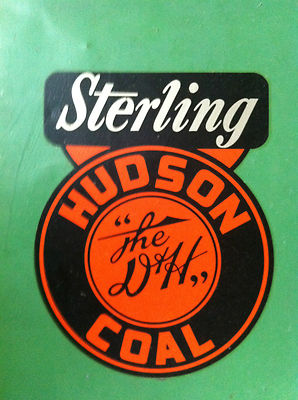 Sterling
HUDSON
"The
D&H"
COAL